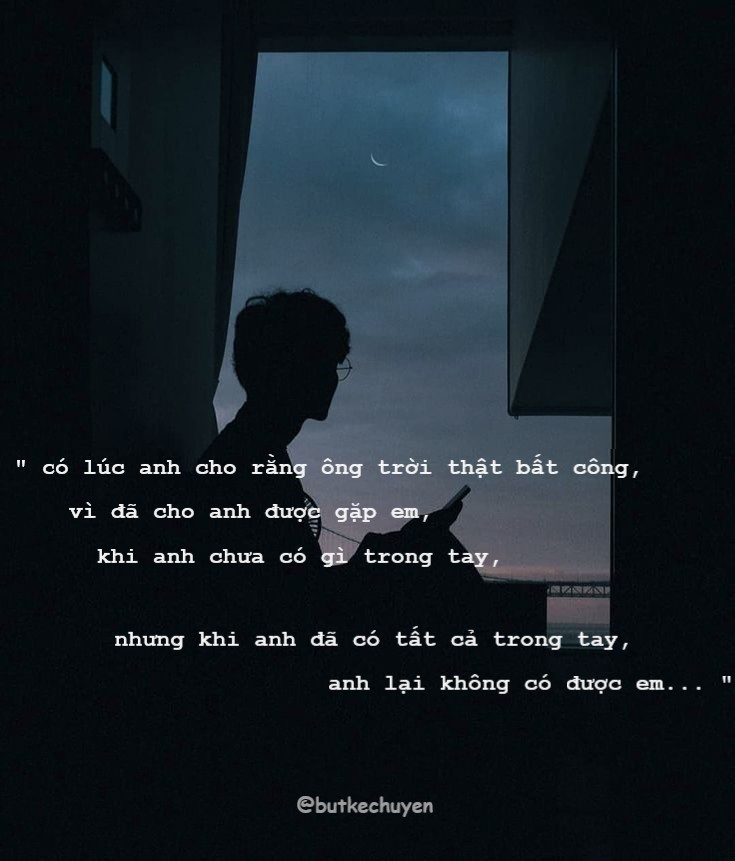 " có lúc anh cho rằng ông trời thật bất công,
vì đã cho anh được gặp em,
khi anh chưa có gì trong tay,
nhưng khi anh đã có tất cả trong tay,
anh lại không có được em... "
@butkechuyen